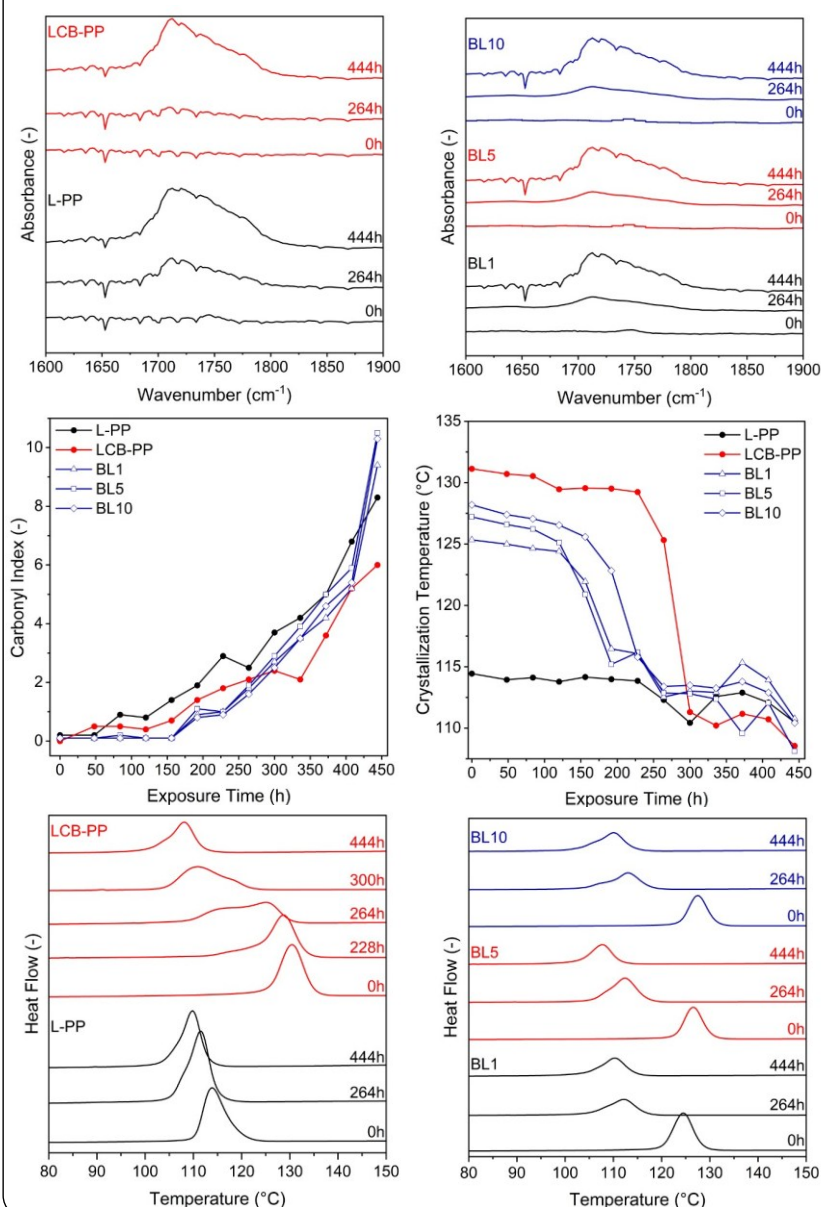 LCB-PP
444h
264h
0h
L-PP
444h
264h
0h
Absorbance (-)
1600 1650 1700 1750 1800 1850 1900
Wavenumber (cm-1)
BL10
444h
264h
0h
BL5
444h
264h
0h
BL1
444h
264h
0h
Absorbance (-)
1600 1650 1700 1750 1800 1850 1900
Wavenumber (cm-1)
L-PP
LCB-PP
BL1
BL5
BL10
10
8
6
4
2
0
Carbonyl Index (-)
0 50 100 150 200 250 300 350 400 450
Exposure Time (h)
L-PP
LCB-PP
BL1
BL5
BL10
135
130
125
120
115
110
Crystallization Temperature (°C)
0 50 100 150 200 250 300 350 400 450
Exposure Time (h)
LCB-PP
444h
300h
264h
228h
0h
L-PP
444h
264h
0h
Heat Flow (-)
80 90 100 110 120 130 140 150
Temperature (°C)
BL10
444h
264h
0h
BL5
444h
264h
0h
BL1
444h
264h
0h
Heat Flow (-)
80 90 100 110 120 130 140 150
Temperature (°C)